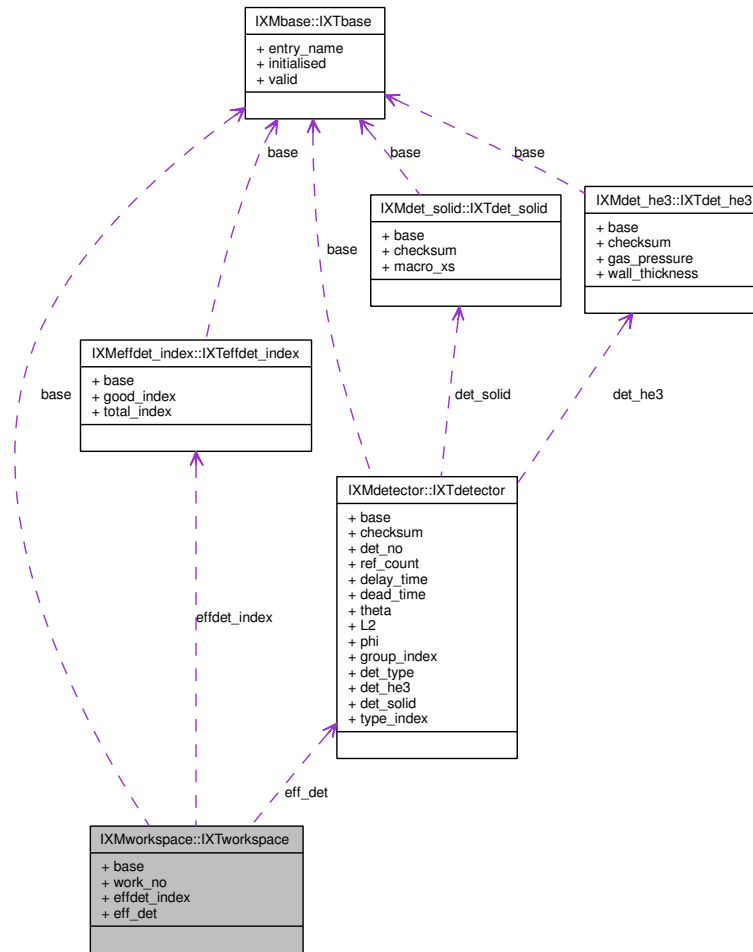 IXMbase::IXTbase
+ entry_name
+ initialised
+ valid
base
base
base
base
base
IXMdet_solid::IXTdet_solid
+ base
+ checksum
+ macro_xs
IXMdet_he3::IXTdet_he3
+ base
+ checksum
+ gas_pressure
+ wall_thickness
IXMeffdet_index::IXTeffdet_index
+ base
+ good_index
+ total_index
det_solid
det_he3
IXMdetector::IXTdetector
+ base
+ checksum
+ det_no
+ ref_count
+ delay_time
+ dead_time
+ theta
+ L2
+ phi
+ group_index
+ det_type
+ det_he3
+ det_solid
+ type_index
effdet_index
eff_det
IXMworkspace::IXTworkspace
+ base
+ work_no
+ effdet_index
+ eff_det